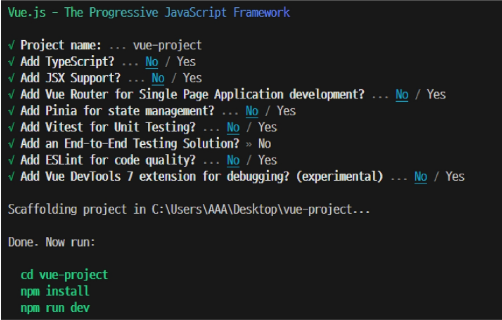 Vue.js - The Progressive JavaScript Framework
√ Project name: ... vue-project
√ Add TypeScript? ... No / Yes
√ Add JSX Support? ... No / Yes
√ Add Vue Router for Single Page Application development? ... No / Yes
√ Add Pinia for state management? ... No / Yes
√ Add Vitest for Unit Testing? ... No / Yes
√ Add an End-to-End Testing Solution? » No
√ Add ESLint for code quality? ... No / Yes
√ Add Vue DevTools 7 extension for debugging? (experimental) ... No / Yes
Scaffolding project in C:\Users\AAA\Desktop\vue-project...
Done. Now run:
cd vue-project
npm install
npm run dev